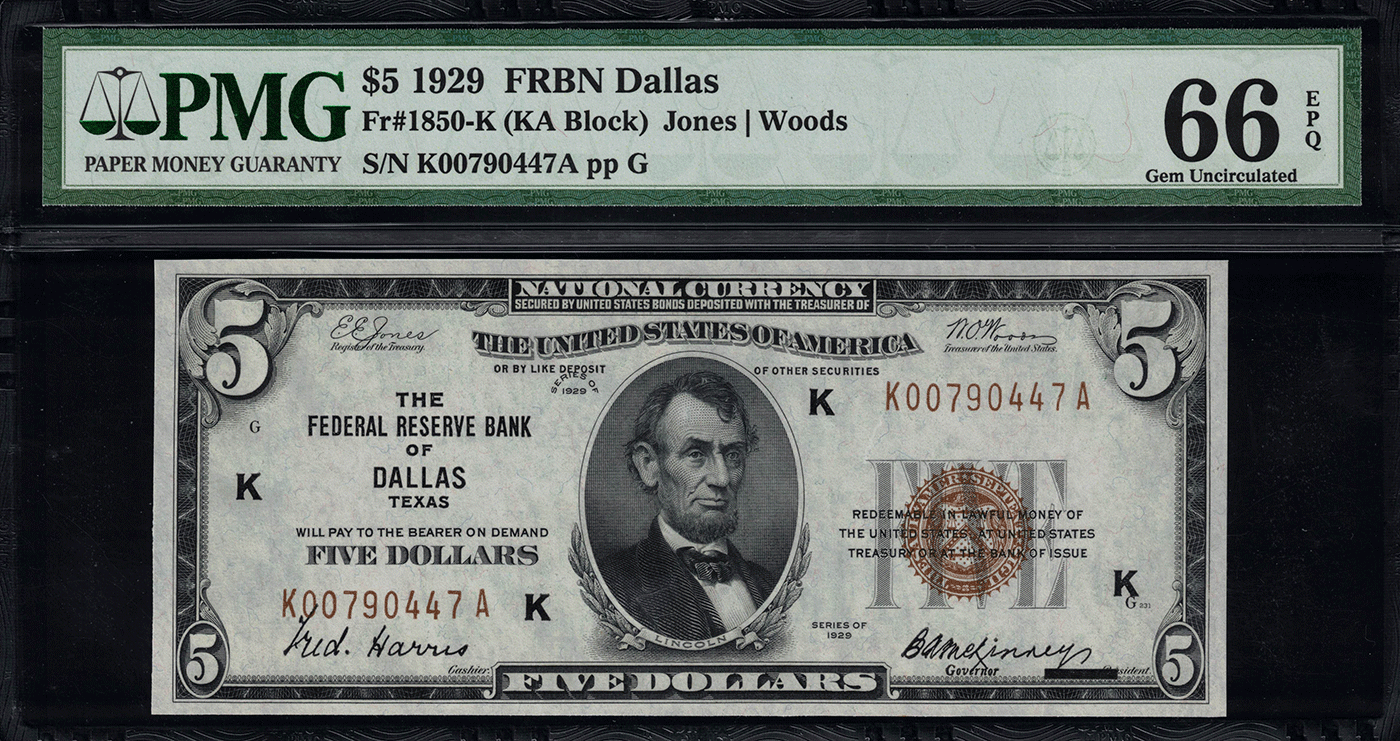 PMG
PAPER MONEY GUARANTY
$5 1929 FRBN Dallas
Fr#1850-K (KA Block) Jones | Woods
S/N K00790447A pp G
66
EPQ
Gem Uncirculated
NATIONAL CURRENCY
SECURED BY UNITED STATES BONDS DEPOSITED WITH THE TREASURER OF
THE UNITED STATES OF AMERICA
OR BY LIKE DEPOSIT OF OTHER SECURITIES
SERIES OF
1929
5
5
E.E. Jones
Register of the Treasury.
W.O. Woods
Treasurer of the United States.
G
THE
FEDERAL RESERVE BANK
OF
DALLAS
TEXAS
K
K
K00790447A
WILL PAY TO THE BEARER ON DEMAND
FIVE DOLLARS
FIVE
REDEEMABLE IN LAWFUL MONEY OF
THE UNITED STATES AT UNITED STATES
TREASURY OR AT THE BANK OF ISSUE
K00790447A
K
K
G 231
LINCOLN
SERIES OF
1929
Fred. Harris
Cashier.
B A McKinney
Governor
President.
5
5
FIVE DOLLARS